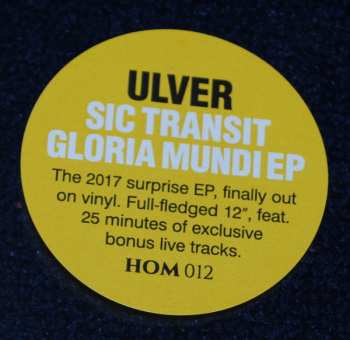 ULVER
SIC TRANSIT
GLORIA MUNDI EP
The 2017 surprise EP, finally out
on vinyl. Full-fledged 12″, feat.
25 minutes of exclusive
bonus live tracks.
HOM 012